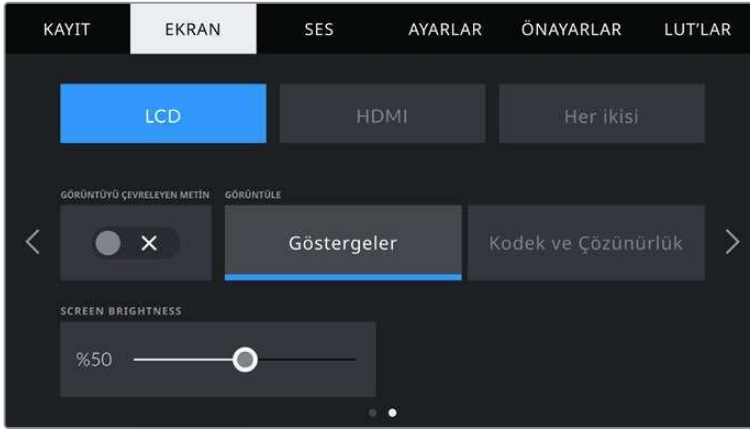 KAYIT EKRAN SES AYARLAR ÖNAYARLAR LUT'LAR
LCD HDMI Her ikisi
GÖRÜNTÜYÜ ÇEVRELEYEN METİN GÖRÜNTÜLE
Göstergeler Kodek ve Çözünürlük
SCREEN BRIGHTNESS
%50